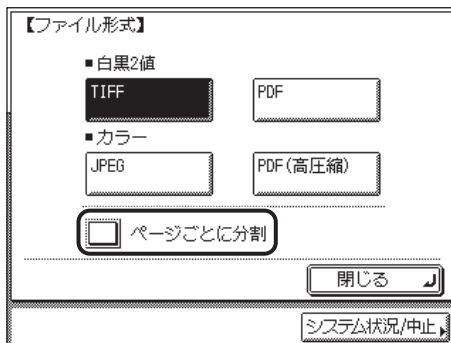 【ファイル形式】
■白黒2値
TIFF PDF
■カラー
JPEG PDF(高圧縮)
ページごとに分割
閉じる
システム状況/中止